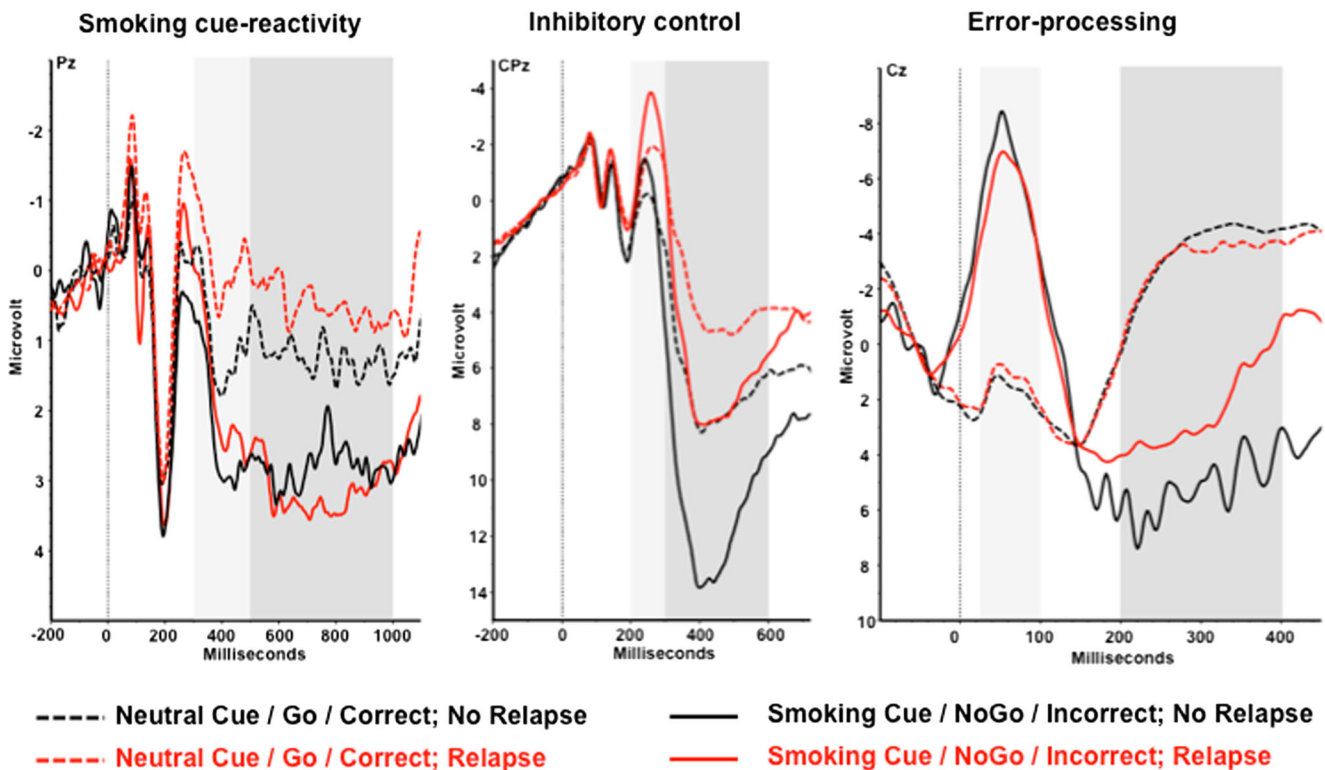 Smoking cue-reactivity
Inhibitory control
Error-processing
Pz
-2
-1
0
1
2
3
4
Microvolt
-200 0 200 400 600 800 1000
Milliseconds
CPz
-4
-2
0
2
4
6
8
10
12
14
Microvolt
-200 0 200 400 600
Milliseconds
Cz
-8
-6
-4
-2
0
2
4
6
8
10
Microvolt
0 100 200 400
Milliseconds
Neutral Cue / Go / Correct; No Relapse
Smoking Cue / NoGo / Incorrect; No Relapse
Neutral Cue / Go / Correct; Relapse
Smoking Cue / NoGo / Incorrect; Relapse